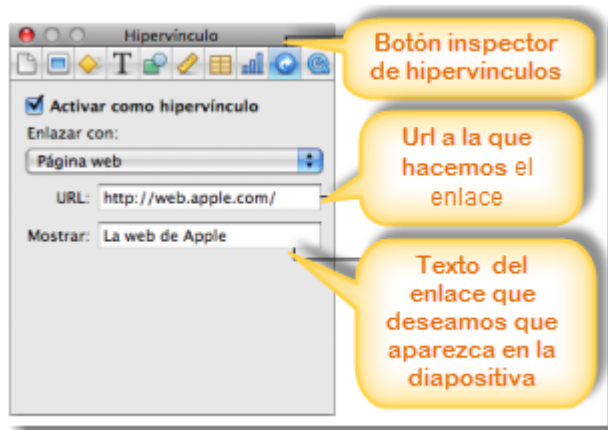 Hipervínculo
Activar como hipervínculo
Enlazar con:
Página web
URL: http://web.apple.com/
Mostrar: La web de Apple
Botón inspector
de hipervínculos
Url a la que
hacemos el
enlace
Texto del
enlace que
deseamos que
aparezca en la
diapositiva